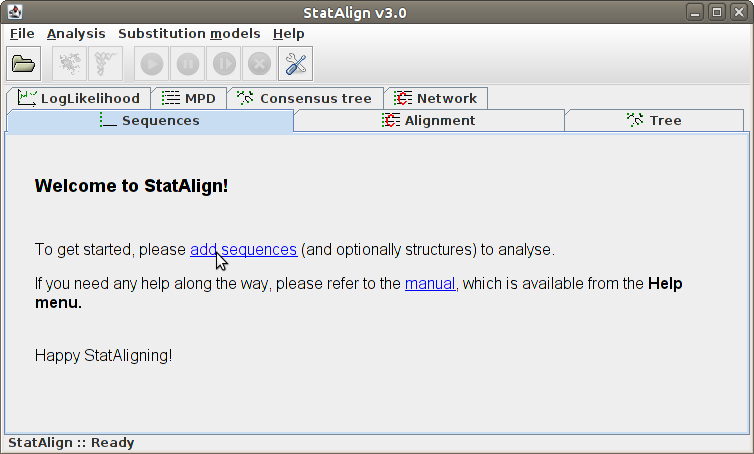 StatAlign v3.0
File Analysis Substitution models Help
LogLikelihood MPD Consensus tree Network
Sequences Alignment Tree
Welcome to StatAlign!
To get started, please add sequences (and optionally structures) to analyse.
If you need any help along the way, please refer to the manual, which is available from the Help
menu.
Happy StatAligning!
StatAlign :: Ready